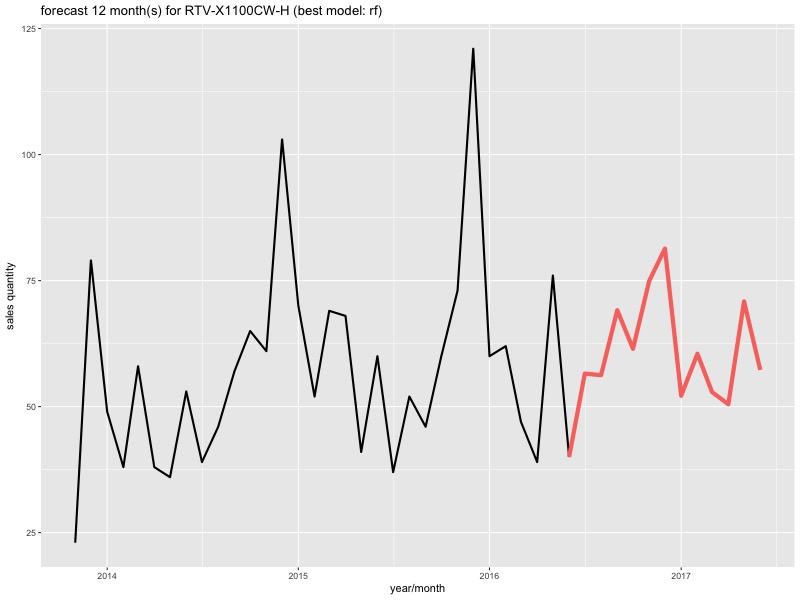 forecast 12 month(s) for RTV-X1100CW-H (best model: rf)
125
100
75
50
25
sales quantity
2014 2015 2016 2017
year/month